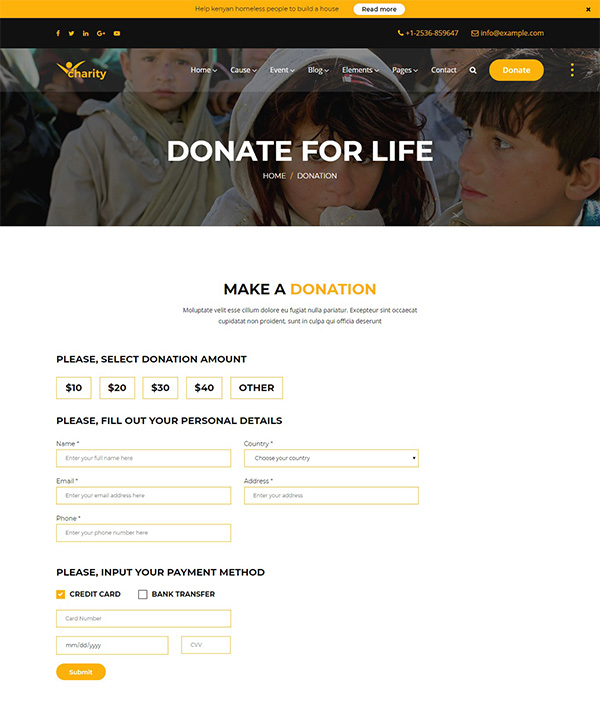 Help kenyan homeless people to build a house Read more
+1-2536-859647 info@example.com
charity Home Cause Event Blog Elements Pages Contact Donate
DONATE FOR LIFE
HOME / DONATION
MAKE A DONATION
Moluptate velit esse cillum dolore eu fugiat nulla pariatur. Excepteur sint occaecat
cupidatat non proident, sunt in culpa qui officia deserunt
PLEASE, SELECT DONATION AMOUNT
$10 $20 $30 $40 OTHER
PLEASE, FILL OUT YOUR PERSONAL DETAILS
Name * Country *
Enter your full name here Choose your country
Email * Address *
Enter your email address here Enter your address
Phone *
Enter your phone number here
PLEASE, INPUT YOUR PAYMENT METHOD
CREDIT CARD BANK TRANSFER
Card Number
mm/dd/yyyy CVV
Submit